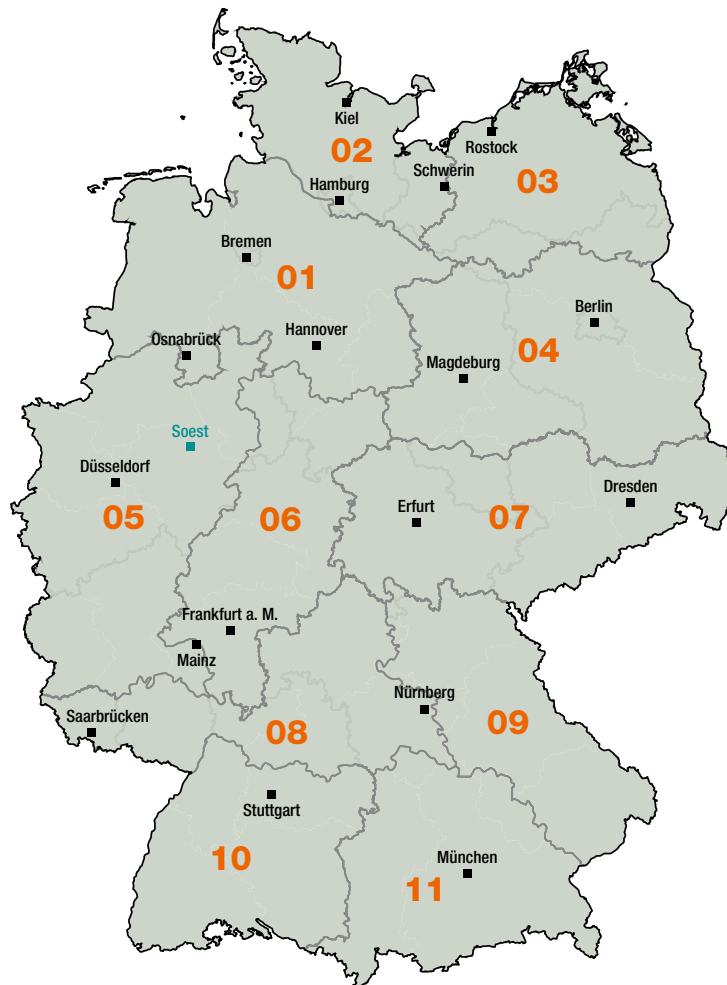 Kiel
02
Rostock
Schwerin
03
Hamburg
Bremen
01
Berlin
Osnabrück
Hannover
04
Magdeburg
Soest
Düsseldorf
Dresden
05
06
Erfurt
07
Frankfurt a. M.
Mainz
Nürnberg
Saarbrücken
08
09
Stuttgart
10
München
11